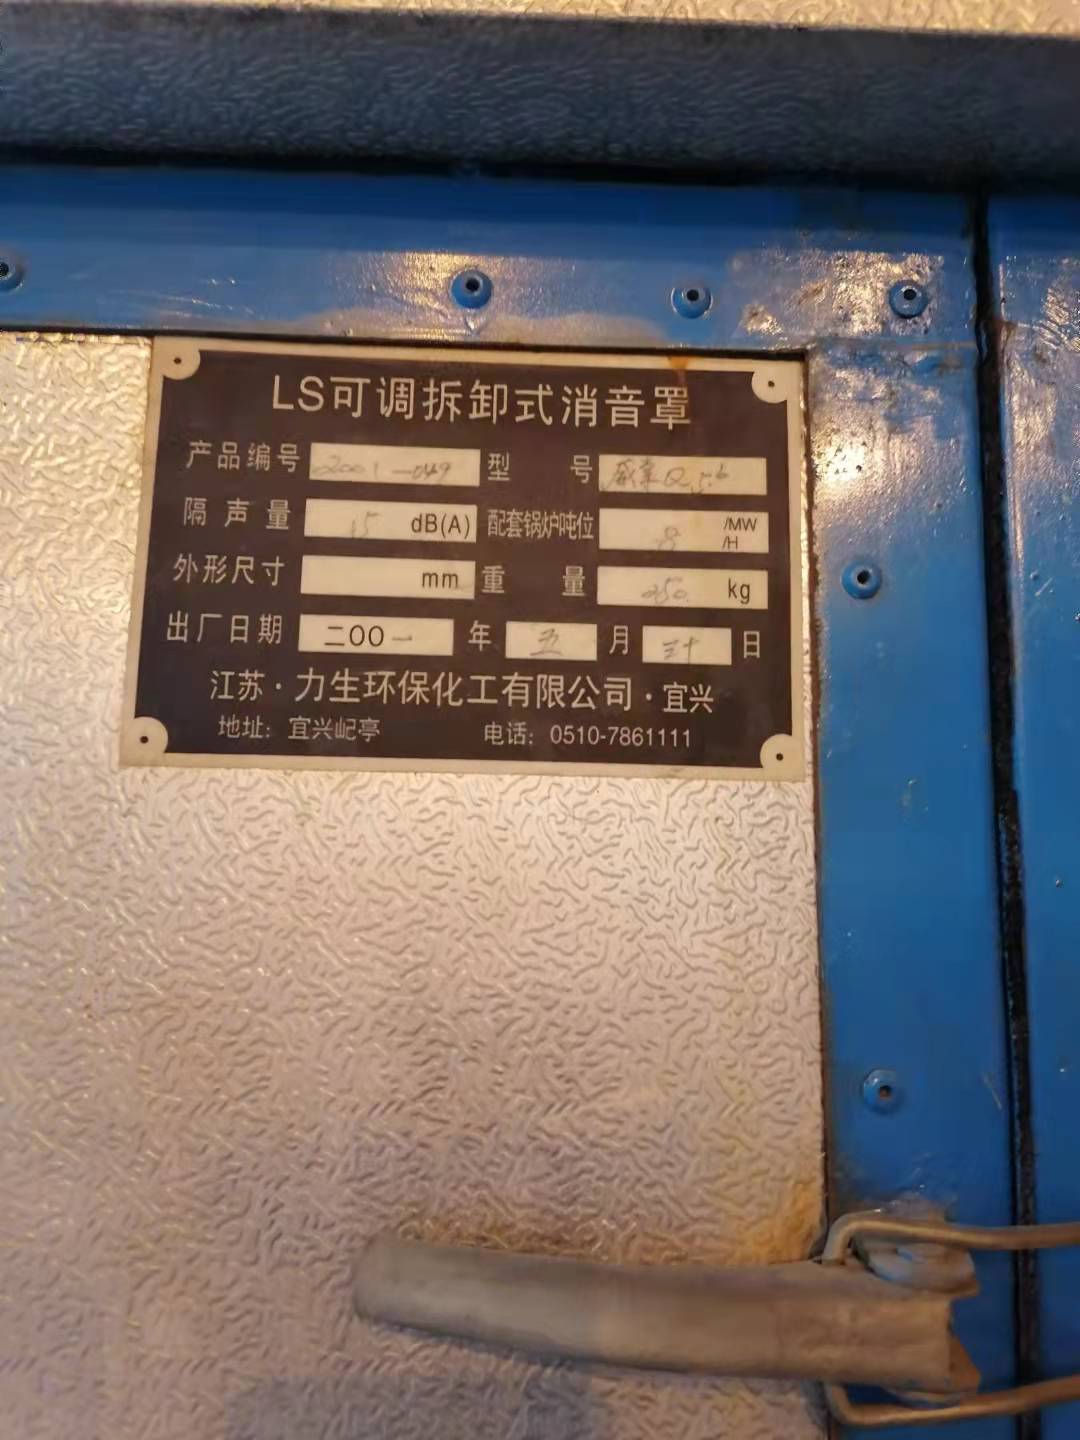 LS可调拆卸式消音罩
产品编号 2001-049 型 号
隔声量 15 dB(A) 配套锅炉吨位 8 /MW /H
外形尺寸 mm 重 量 250 kg
出厂日期 二00一 年 五 月 三十 日
江苏·力生环保化工有限公司·宜兴
地址: 宜兴屺亭 电话: 0510-7861111